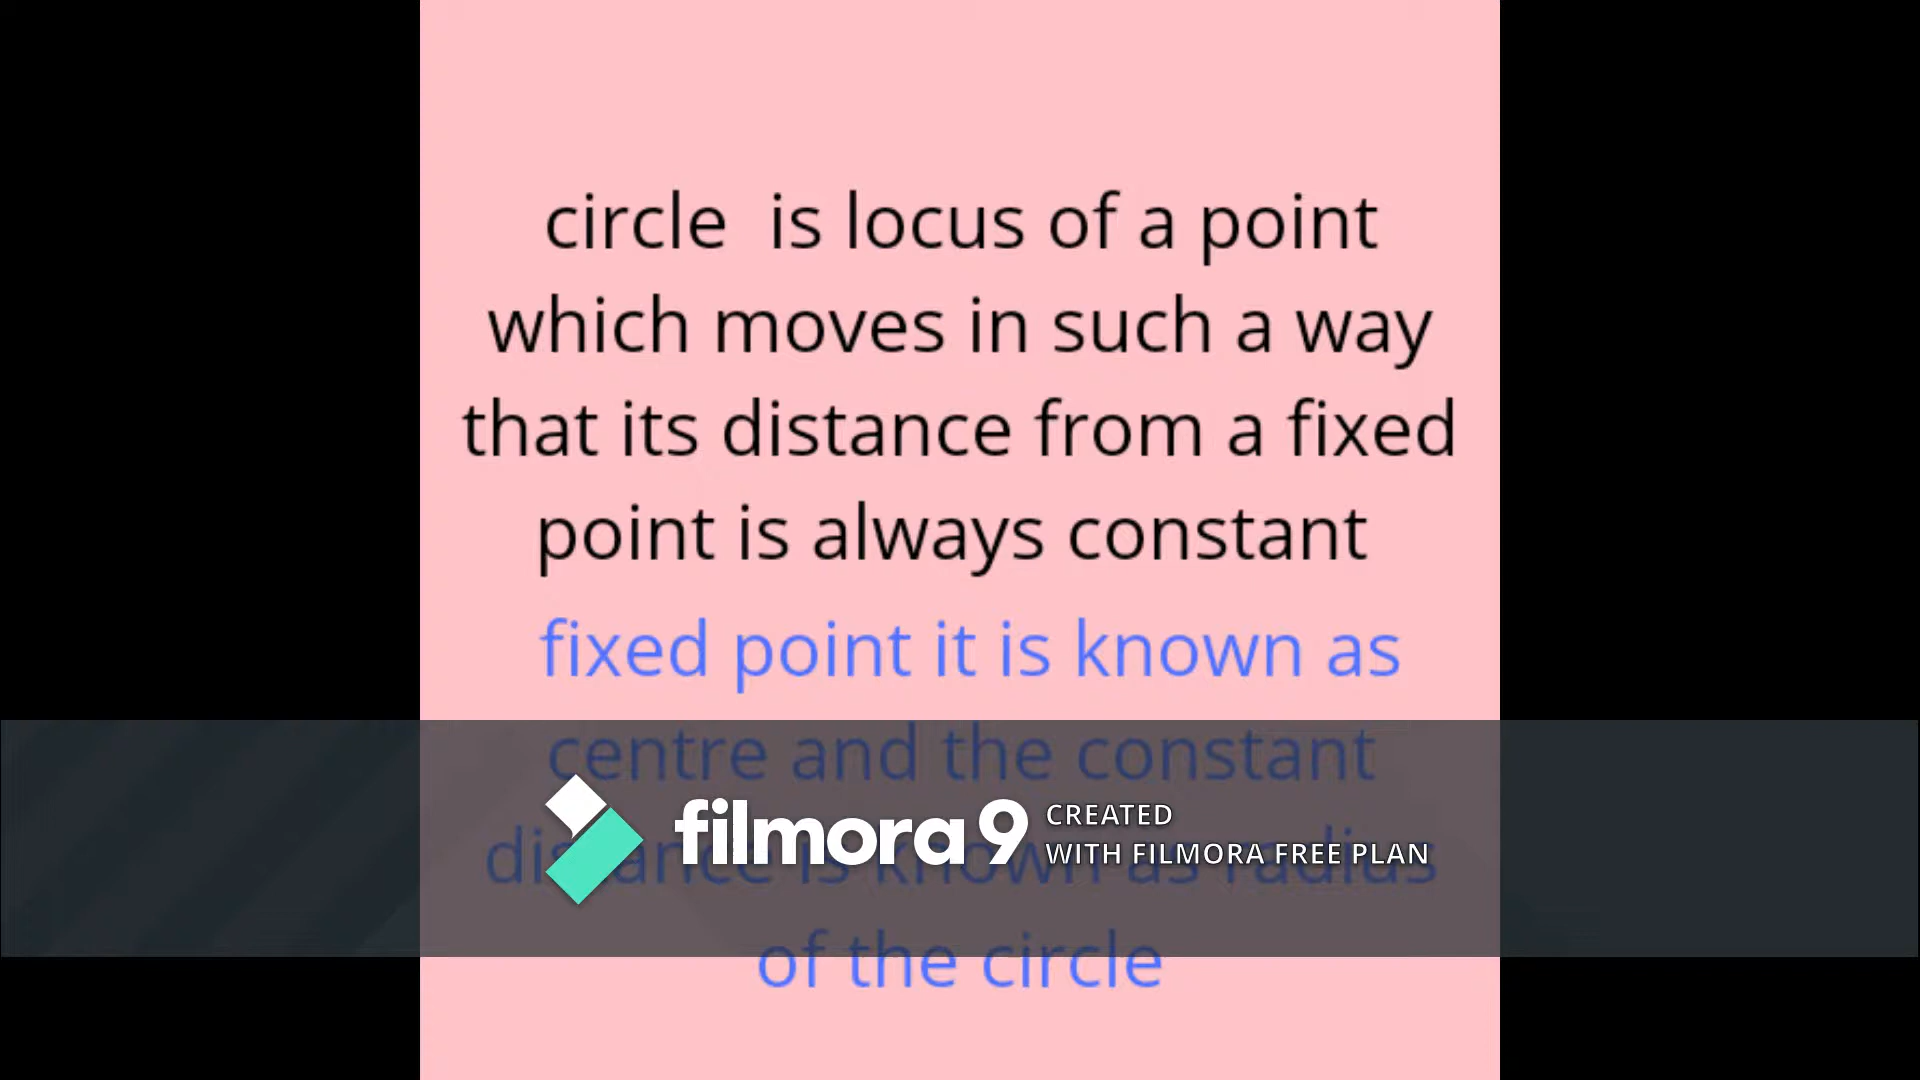 circle is locus of a point
which moves in such a way
that its distance from a fixed
point is always constant
fixed point it is known as
centre and the constant
distance is known as radius
filmora9 CREATED
WITH FILMORA FREE PLAN
of the circle